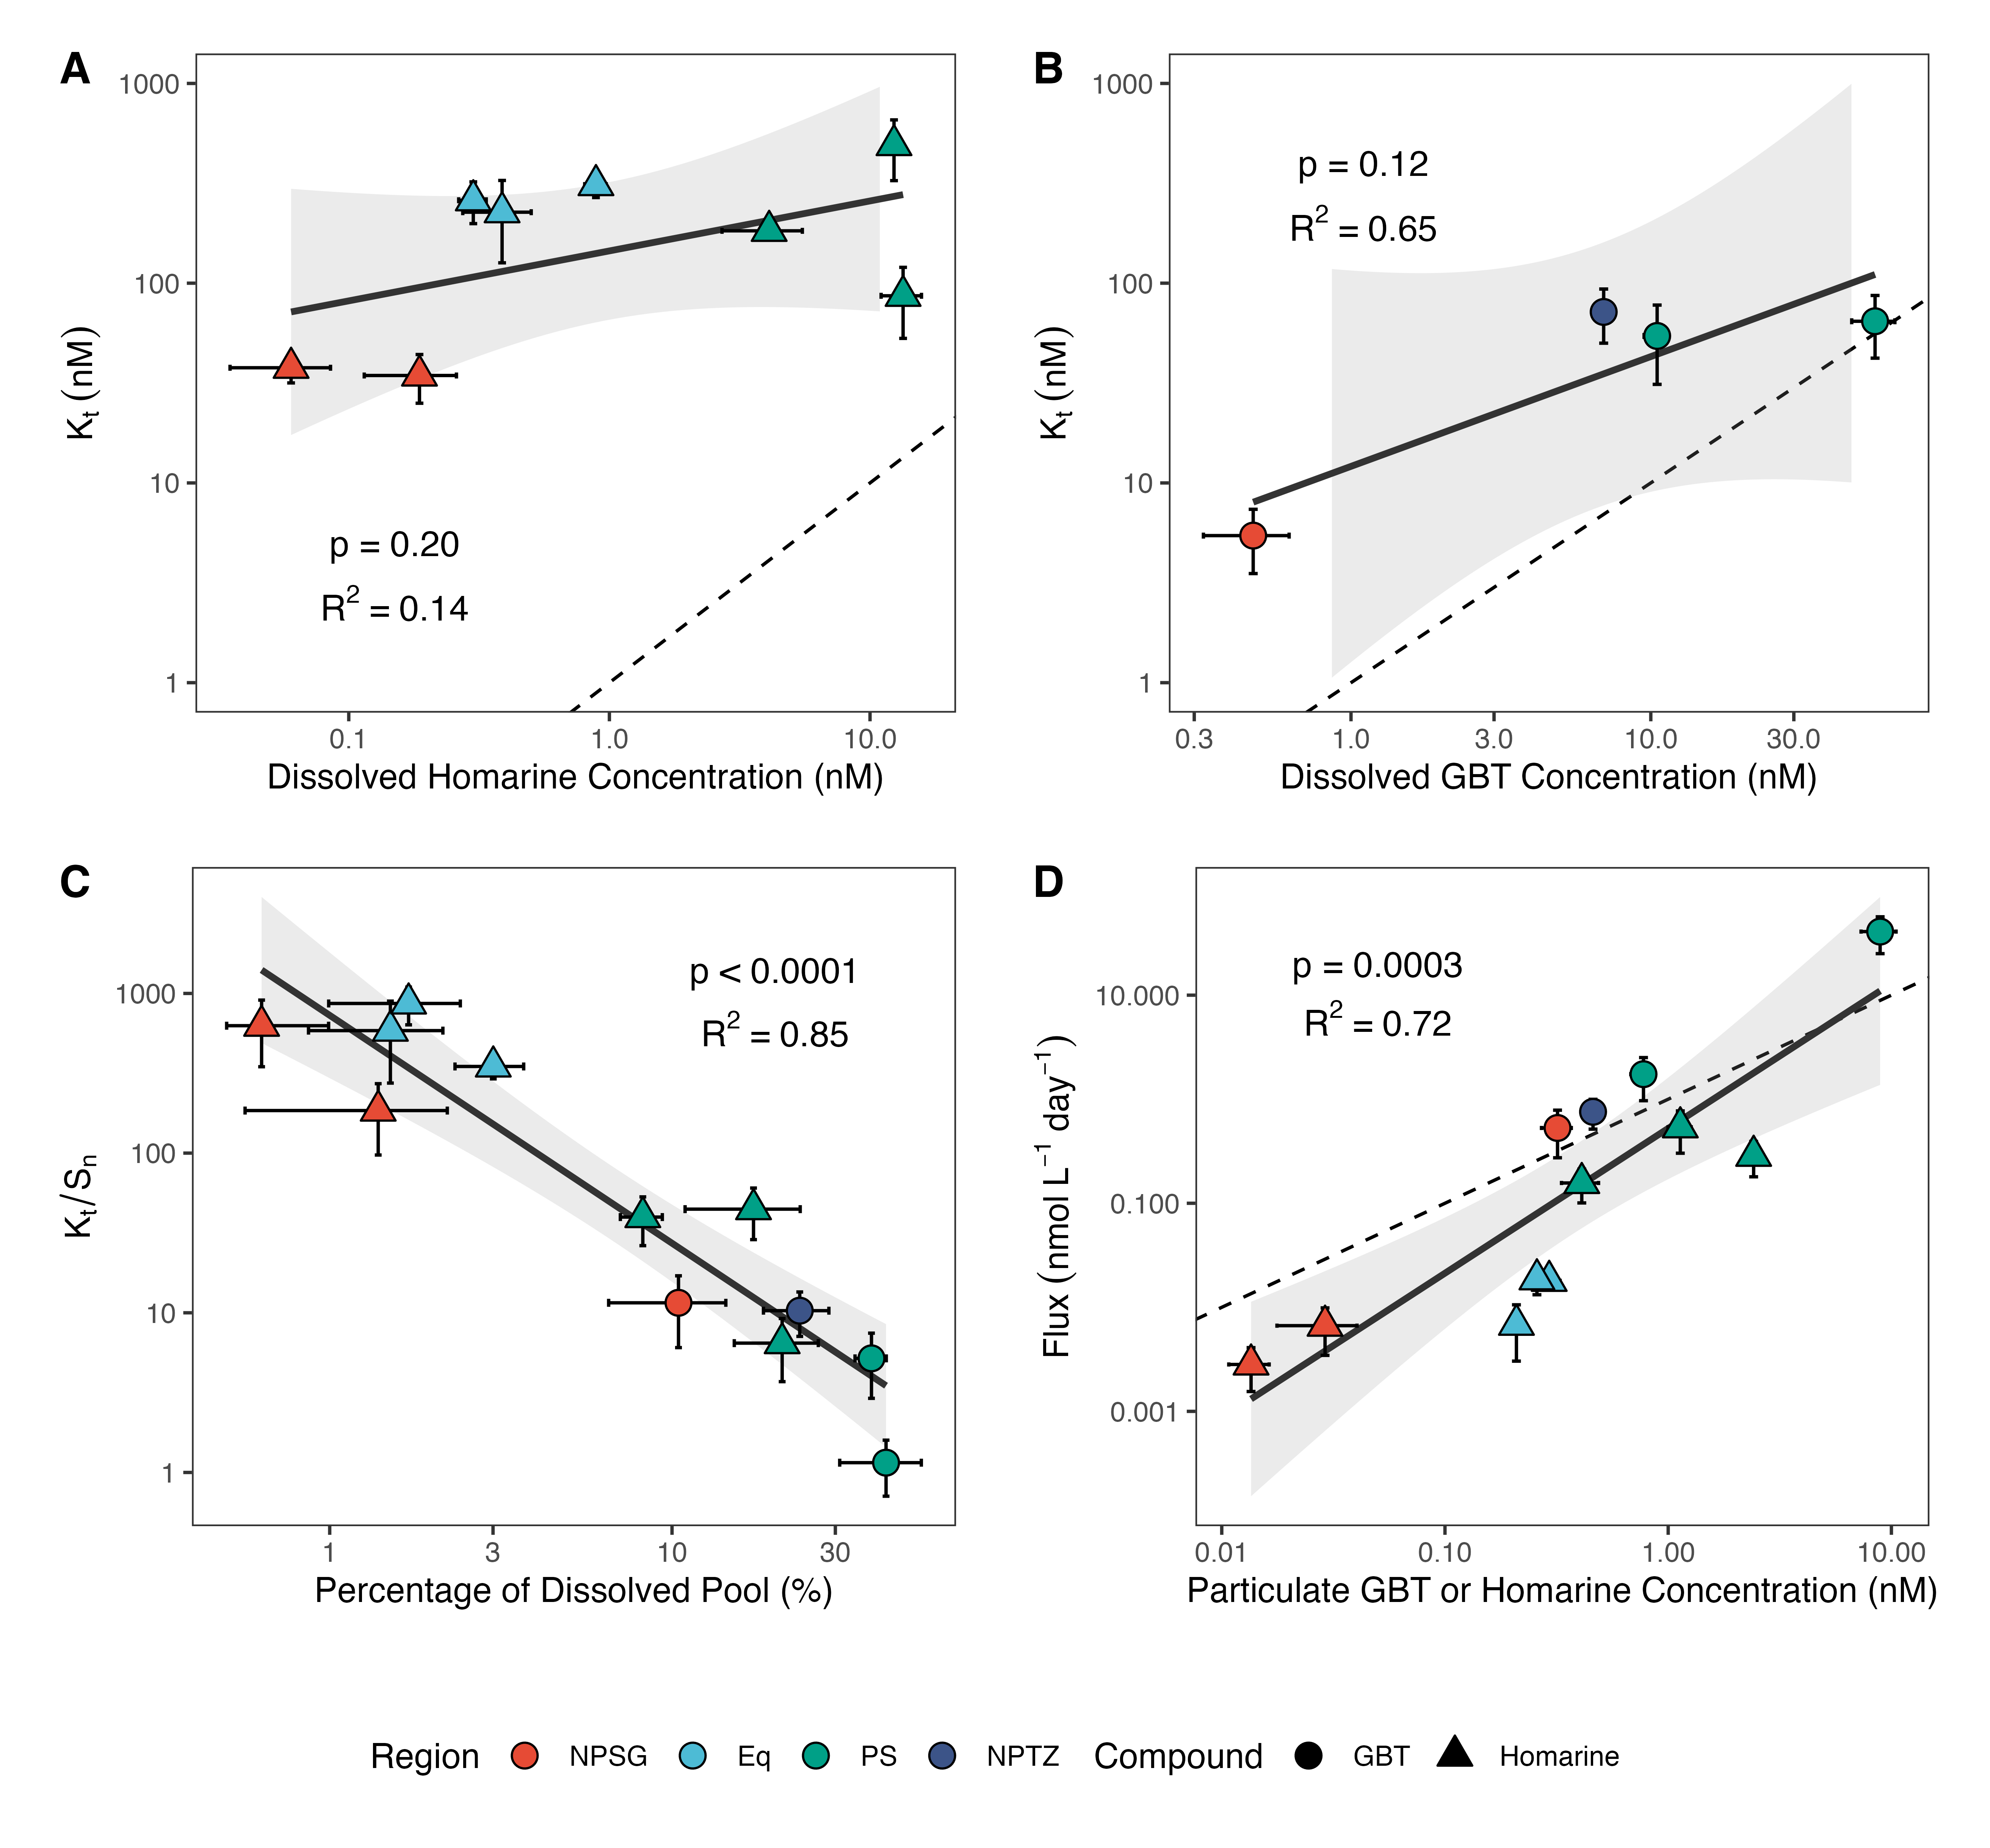 A
1000
100
10
1
K_t (nM)
p = 0.20
R² = 0.14
0.1
1.0
10.0
Dissolved Homarine Concentration (nM)
B
1000
100
10
1
K_t (nM)
p = 0.12
R² = 0.65
0.3
1.0
3.0
10.0
30.0
Dissolved GBT Concentration (nM)
C
1000
100
10
1
K_t/S_n
p < 0.0001
R² = 0.85
1
3
10
30
Percentage of Dissolved Pool (%)
D
10.000
0.100
0.001
Flux (nmol L⁻¹ day⁻¹)
p = 0.0003
R² = 0.72
0.01
0.10
1.00
10.00
Particulate GBT or Homarine Concentration (nM)
Region NPSG Eq PS NPTZ Compound GBT Homarine